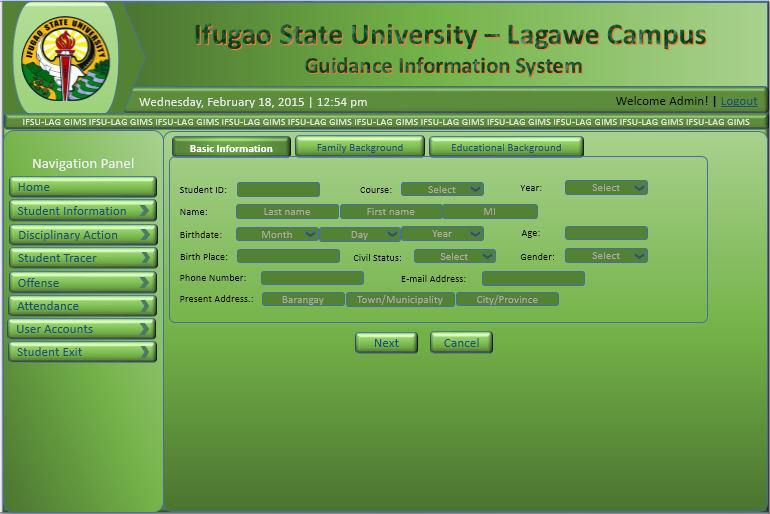 IFUGAO STATE UNIVERSITY
Ifugao State University – Lagawe Campus
Guidance Information System
Wednesday, February 18, 2015 | 12:54 pm
Welcome Admin! | Logout
IFSU-LAG GIMS IFSU-LAG GIMS IFSU-LAG GIMS IFSU-LAG GIMS IFSU-LAG GIMS IFSU-LAG GIMS IFSU-LAG GIMS IFSU-LAG GIMS IFSU-LAG GIMS IFSU-LAG GIMS IFSU-LAG GIMS
Navigation Panel
Home
Student Information
Disciplinary Action
Student Tracer
Offense
Attendance
User Accounts
Student Exit
Basic Information Family Background Educational Background
Student ID: Course: Select Year: Select
Name: Last name First name MI
Birthdate: Month Day Year Age:
Birth Place: Civil Status: Select Gender: Select
Phone Number: E-mail Address:
Present Address.: Barangay Town/Municipality City/Province
Next Cancel